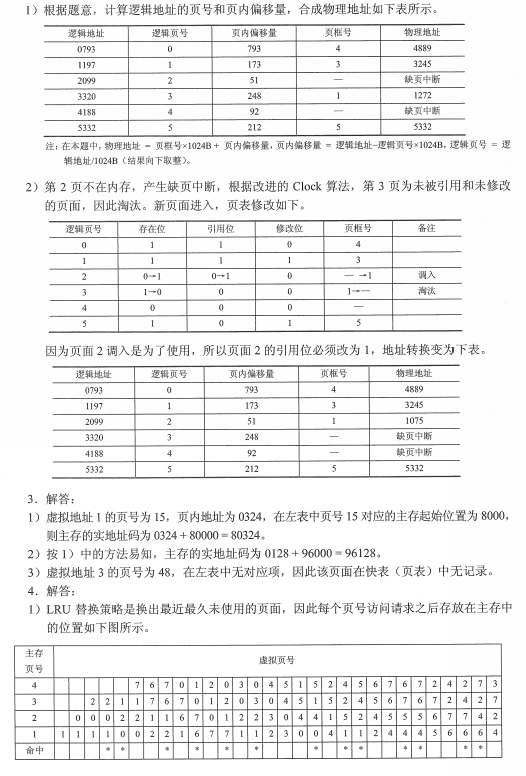 1）根据题意，计算逻辑地址的页号和页内偏移量，合成物理地址如下表所示。
逻辑地址 逻辑页号 页内偏移量 页框号 物理地址
0793 0 793 4 4889
1197 1 173 3 3245
2099 2 51 — 缺页中断
3320 3 248 1 1272
4188 4 92 — 缺页中断
5332 5 212 5 5332
注：在本题中，物理地址 = 页框号×1024B + 页内偏移量，页内偏移量 = 逻辑地址-逻辑页号×1024B，逻辑页号 = 逻
辑地址/1024B（结果向下取整）。
2）第 2 页不在内存，产生缺页中断，根据改进的 Clock 算法，第 3 页为未被引用和未修改
的页面，因此淘汰。新页面进入，页表修改如下。
逻辑页号 存在位 引用位 修改位 页框号 备注
0 1 1 0 4
1 1 1 1 3
2 0→1 0→1 0 — →1 调入
3 1→0 0 0 1→— 淘汰
4 0 0 0 —
5 1 0 1 5
因为页面 2 调入是为了使用，所以页面 2 的引用位必须改为 1，地址转换变为下表。
逻辑地址 逻辑页号 页内偏移量 页框号 物理地址
0793 0 793 4 4889
1197 1 173 3 3245
2099 2 51 1 1075
3320 3 248 — 缺页中断
4188 4 92 — 缺页中断
5332 5 212 5 5332
3．解答：
1）虚拟地址 1 的页号为 15，页内地址为 0324，在左表中页号 15 对应的主存起始位置为 8000，
则主存的实地址码为 0324 + 80000 = 80324。
2）按 1）中的方法易知，主存的实地址码为 0128 + 96000 = 96128。
3）虚拟地址 3 的页号为 48，在左表中无对应项，因此该页面在快表（页表）中无记录。
4．解答：
1）LRU 替换策略是换出最近最久未使用的页面，因此每个页号访问请求之后存放在主存中
的位置如下图所示。
主存
页号 虚拟页号
4 7 6 7 0 1 2 0 3 0 4 5 1 5 2 4 5 6 7 6 7 2 4 2 7 3
3 2 2 1 1 7 6 7 0 1 2 0 3 0 4 5 1 5 2 4 5 6 7 6 7 2 4 2 7
2 0 0 0 2 2 1 1 6 7 0 1 2 2 3 0 4 4 1 5 2 4 5 5 5 6 7 7 4 2
1 1 1 1 1 0 0 2 2 1 6 7 7 1 1 2 3 0 0 4 1 1 2 4 4 4 5 6 6 6 4
命中 * * * * * * * * * * * * *